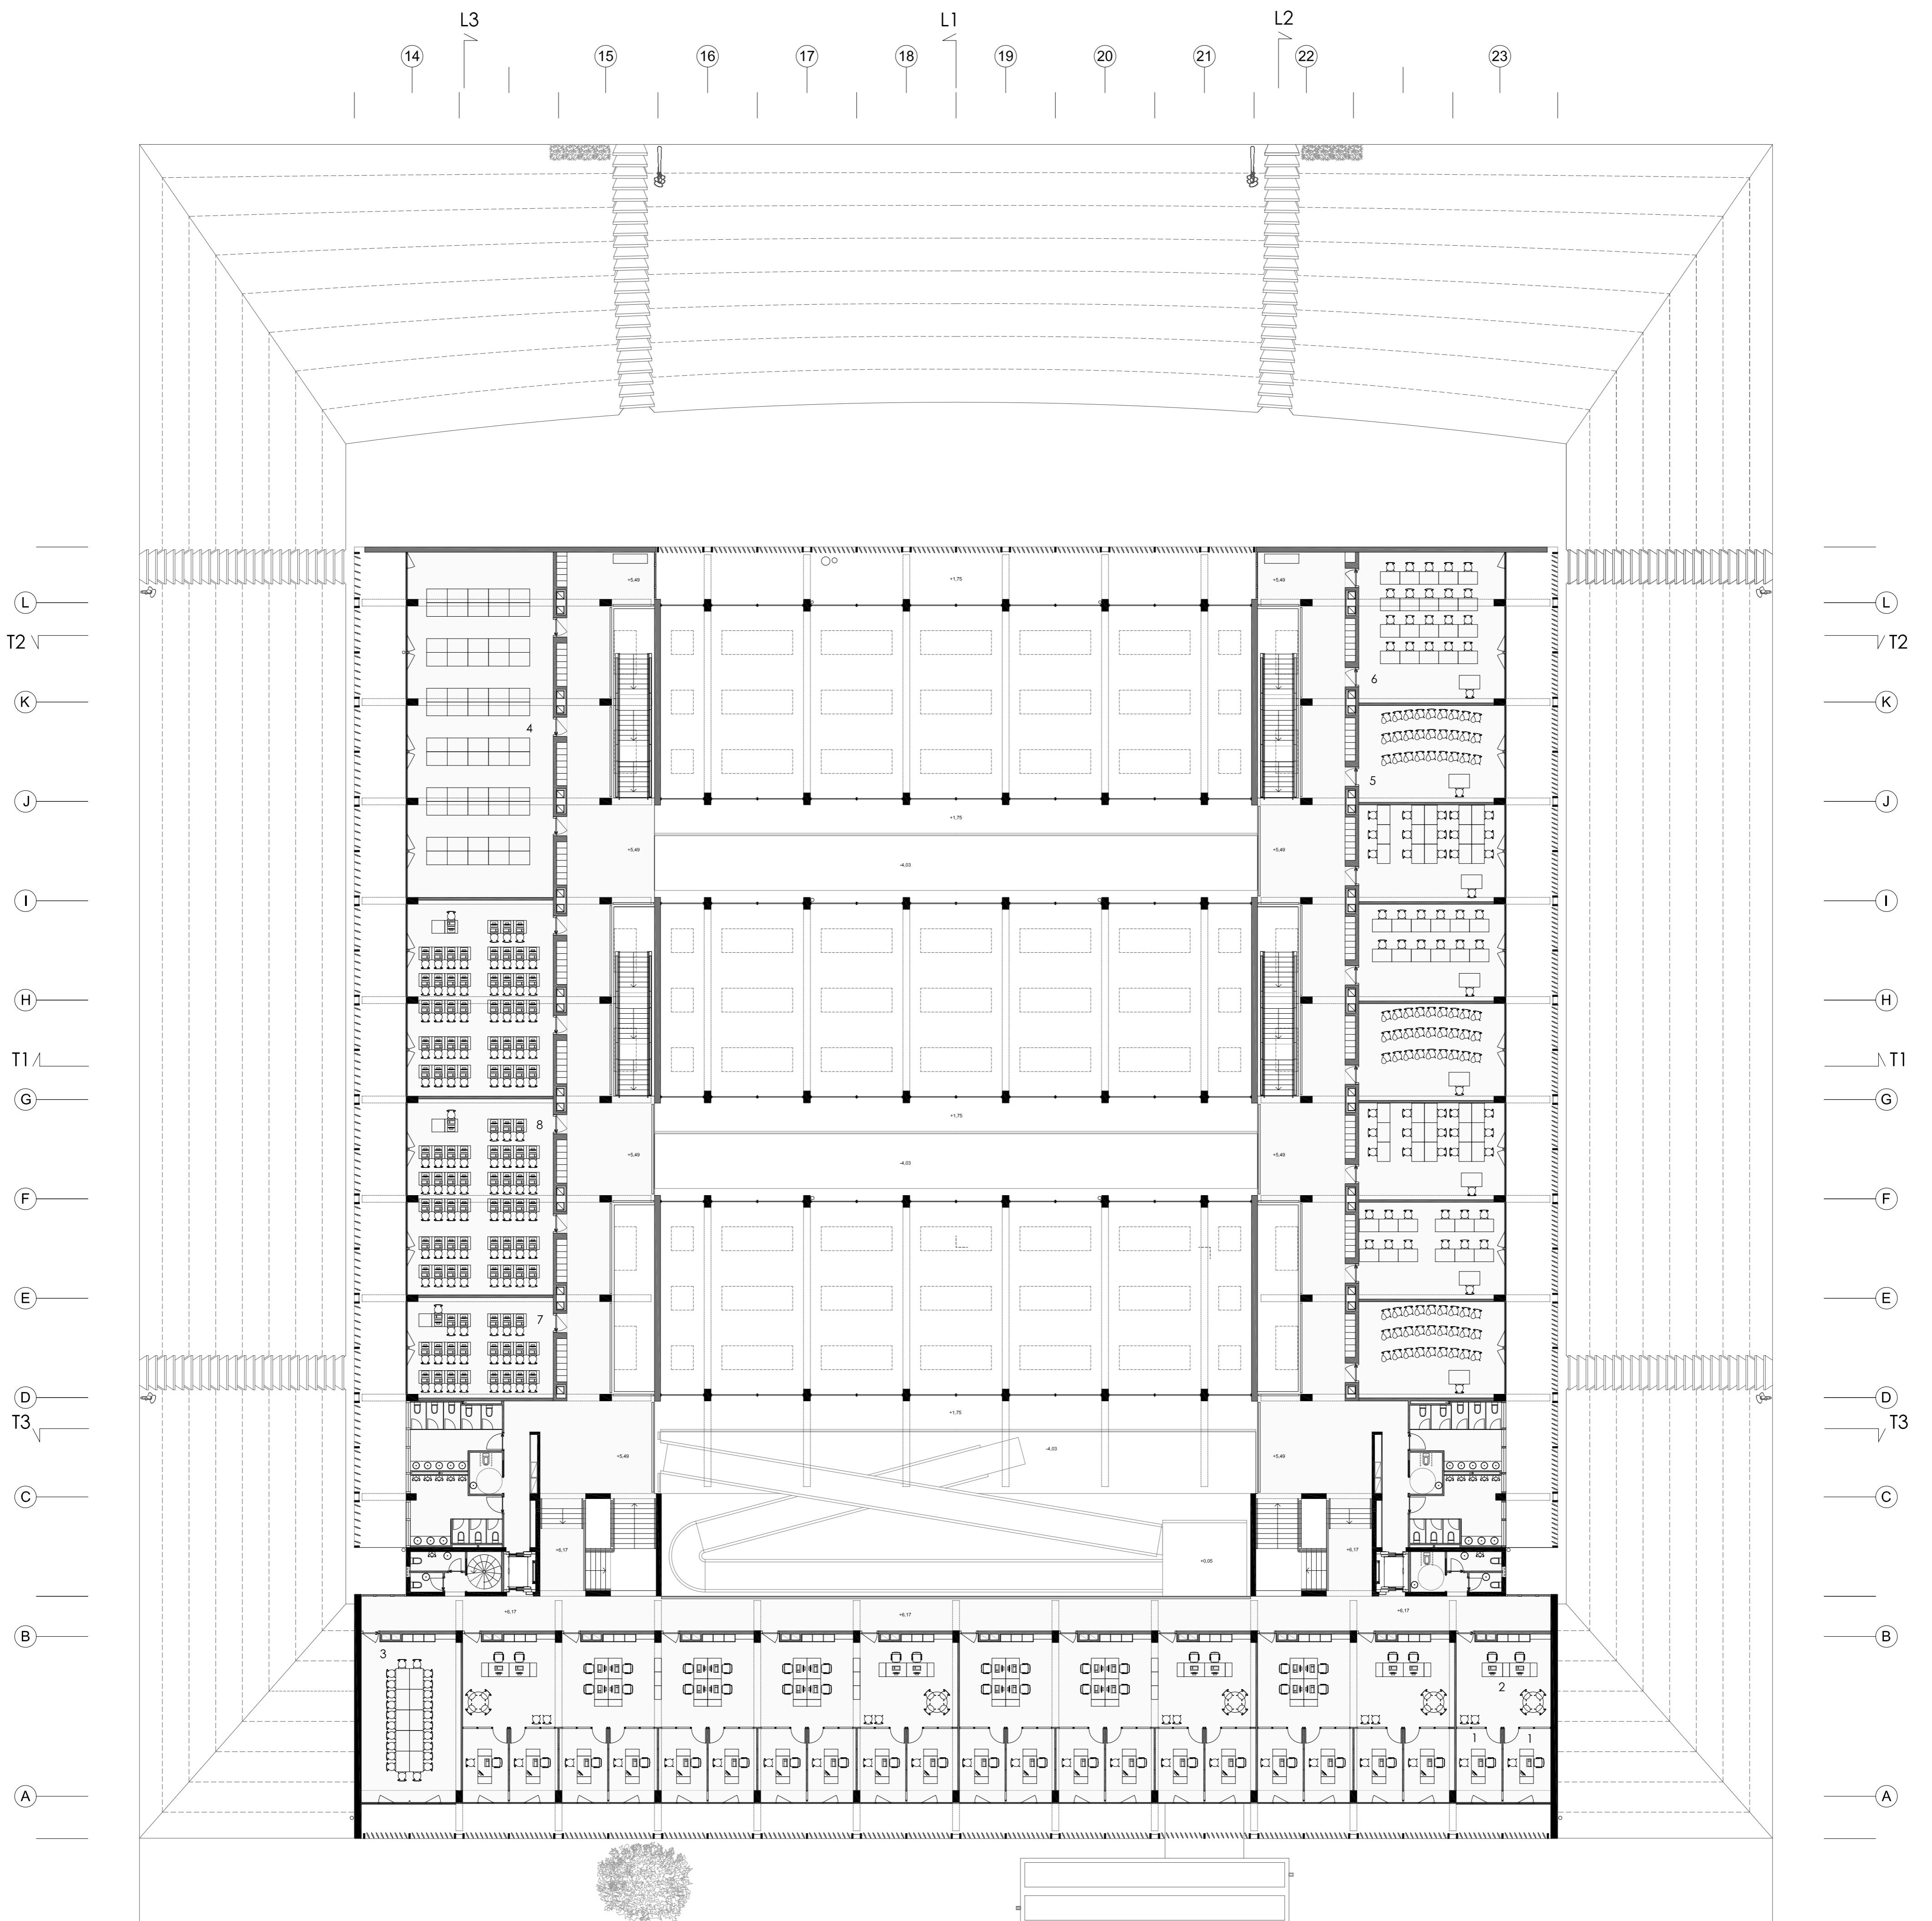 L3 L1 L2
14 15 16 17 18 19 20 21 22 23
+5,49 +1,75 +5,49
L L
T2 T2
6
K K
4
5
J J
+1,75
+5,49 +5,49
-4,03
I I
H H
T1 T1
G G
+1,75
8
+5,49 +5,49
-4,03
F F
E E
7
D D
+1,75
T3 T3
-4,03
+5,49 +5,49
C C
+6,17 +6,17
+0,05
+6,17 +6,17 +6,17
B B
3
2
1 1
A A